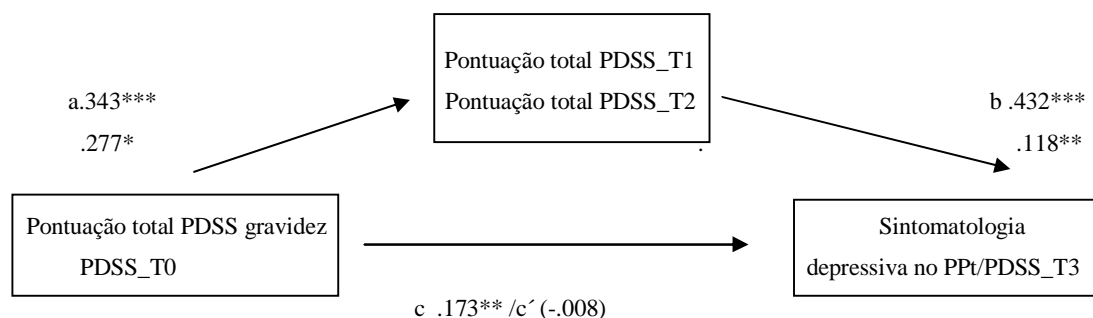 Pontuação total PDSS_T1
Pontuação total PDSS_T2
a.343***
.277*
b .432***
.118**
.
Pontuação total PDSS gravidez
PDSS_T0
Sintomatologia
depressiva no PPt/PDSS_T3
c .173** /c´ (-.008)